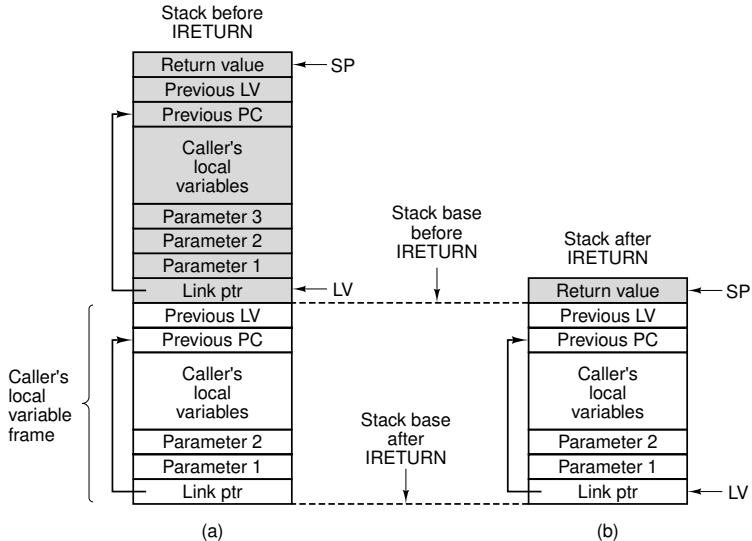 Stack before
IRETURN
Return value
SP
Previous LV
Previous PC
Caller's
local
variables
Parameter 3
Parameter 2
Parameter 1
Link ptr
LV
Previous LV
Previous PC
Caller's
local
variables
Parameter 2
Parameter 1
Link ptr
Caller's
local
variable
frame
(a)
Stack base
before
IRETURN
Stack base
after
IRETURN
Stack after
IRETURN
Return value
SP
Previous LV
Previous PC
Caller's
local
variables
Parameter 2
Parameter 1
Link ptr
LV
(b)